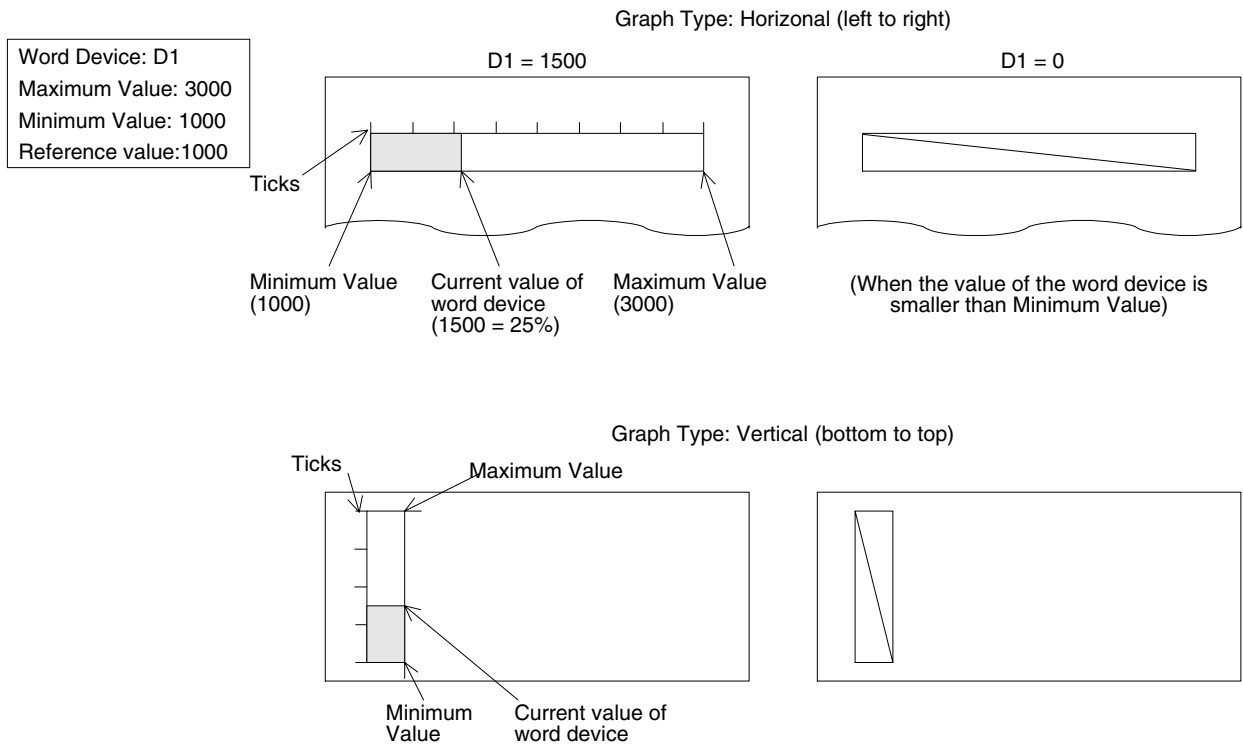 Graph Type: Horizonal (left to right)
Word Device: D1
Maximum Value: 3000
Minimum Value: 1000
Reference value:1000
D1 = 1500
D1 = 0
Ticks
Minimum Value
(1000)
Current value of
word device
(1500 = 25%)
Maximum Value
(3000)
(When the value of the word device is
smaller than Minimum Value)
Graph Type: Vertical (bottom to top)
Ticks
Maximum Value
Minimum
Value
Current value of
word device